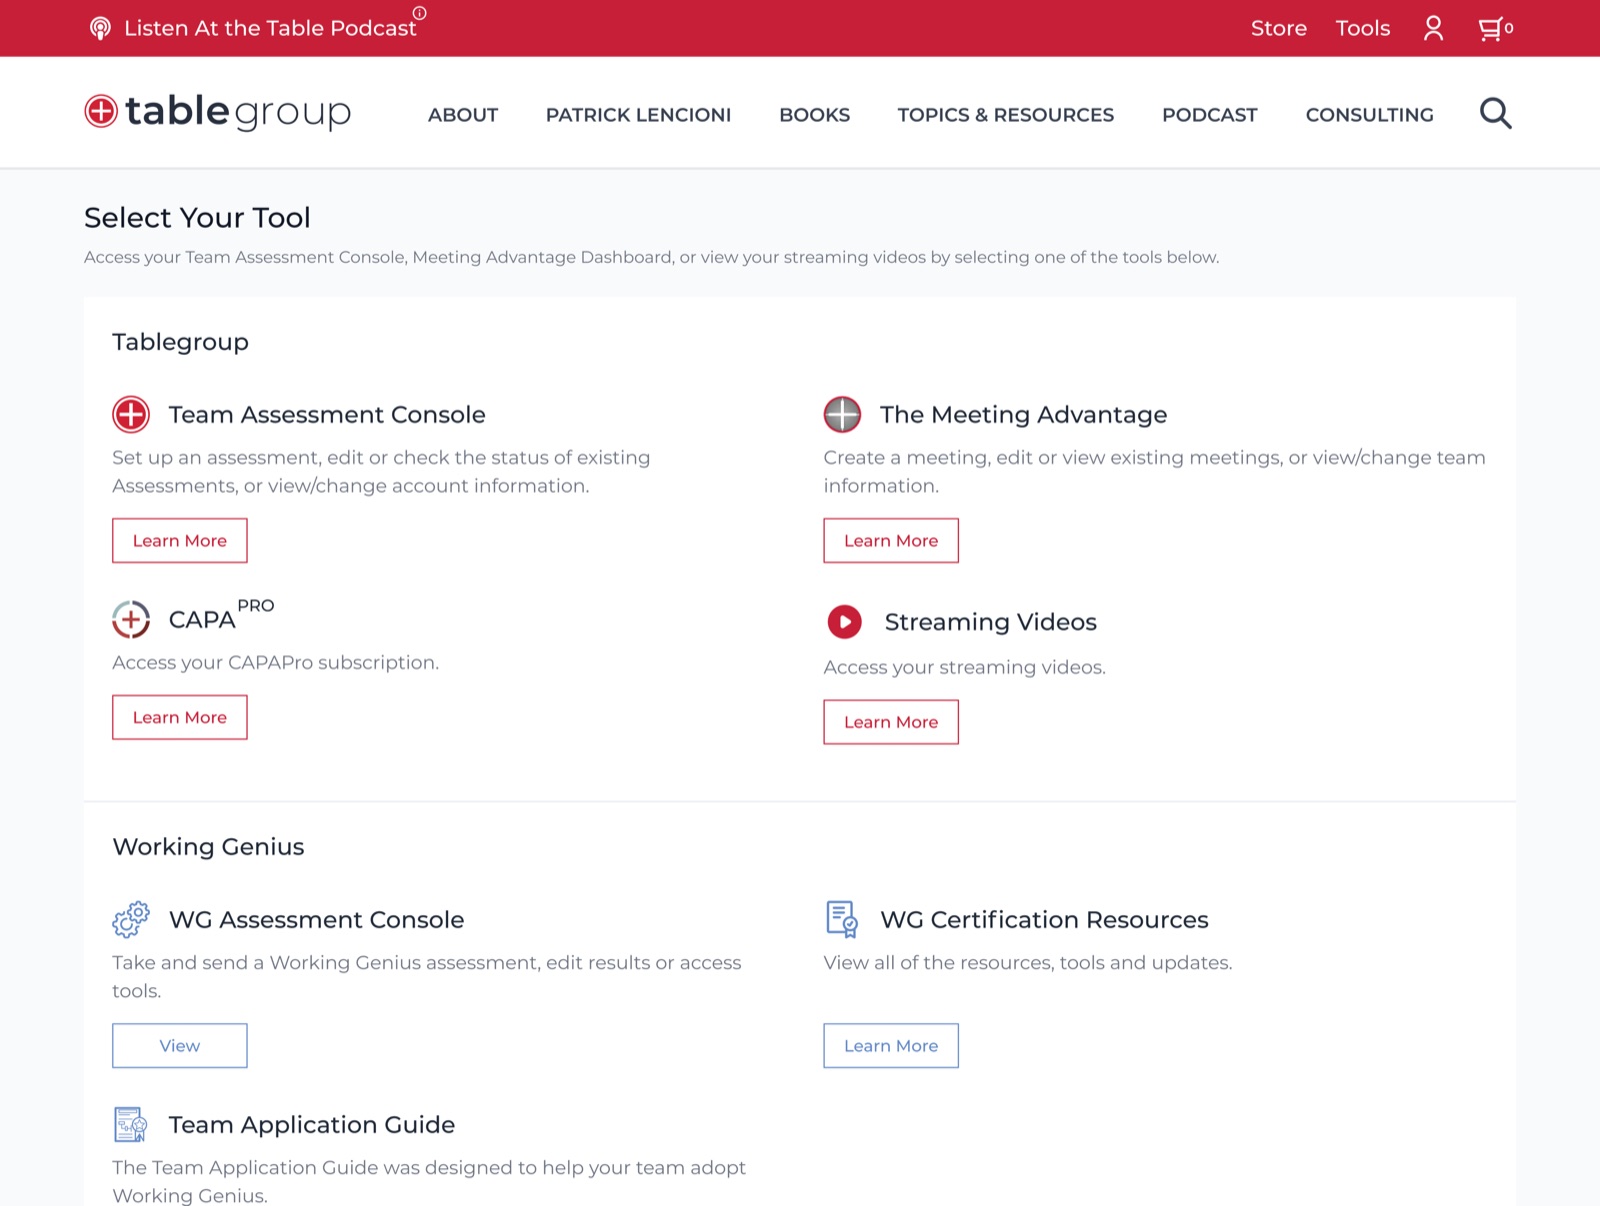 Listen At the Table Podcast
Store
Tools
0
tablegroup
ABOUT
PATRICK LENCIONI
BOOKS
TOPICS & RESOURCES
PODCAST
CONSULTING
Select Your Tool
Access your Team Assessment Console, Meeting Advantage Dashboard, or view your streaming videos by selecting one of the tools below.
Tablegroup
Team Assessment Console
Set up an assessment, edit or check the status of existing
Assessments, or view/change account information.
Learn More
The Meeting Advantage
Create a meeting, edit or view existing meetings, or view/change team
information.
Learn More
CAPA PRO
Access your CAPAPro subscription.
Learn More
Streaming Videos
Access your streaming videos.
Learn More
Working Genius
WG Assessment Console
Take and send a Working Genius assessment, edit results or access
tools.
View
WG Certification Resources
View all of the resources, tools and updates.
Learn More
Team Application Guide
The Team Application Guide was designed to help your team adopt
Working Genius.